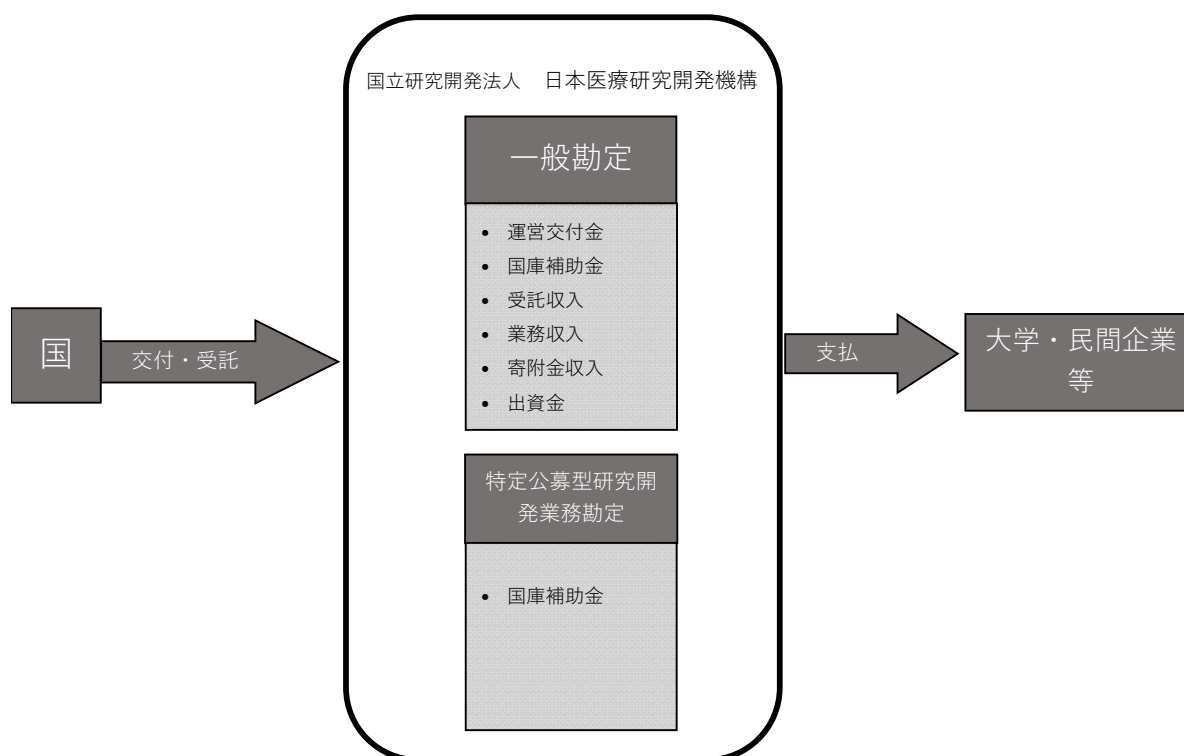 国立研究開発法人　日本医療研究開発機構
一般勘定
• 運営交付金
• 国庫補助金
• 受託収入
• 業務収入
• 寄附金収入
• 出資金
国
交付・受託
支払
大学・民間企業
等
特定公募型研究開
発業務勘定
• 国庫補助金